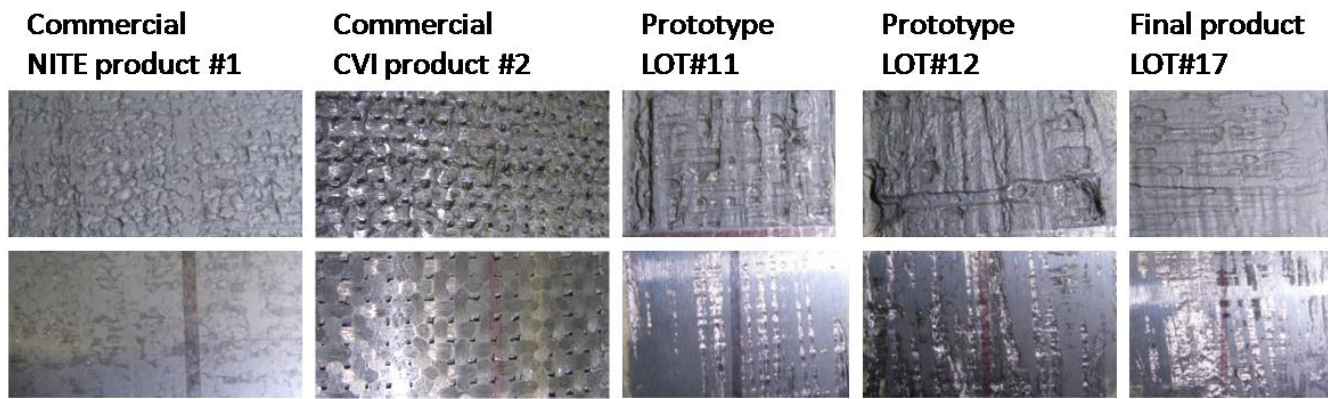 Commercial
NITE product #1
Commercial
CVI product #2
Prototype
LOT#11
Prototype
LOT#12
Final product
LOT#17